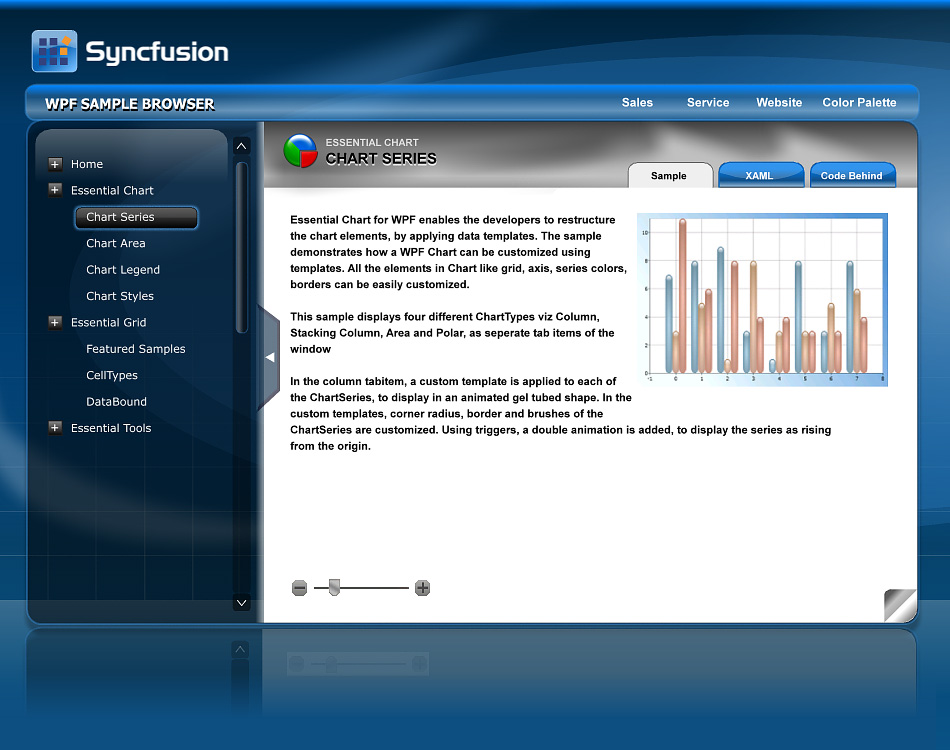 Syncfusion
WPF SAMPLE BROWSER
Sales Service Website Color Palette
Home
Essential Chart
Chart Series
Chart Area
Chart Legend
Chart Styles
Essential Grid
Featured Samples
CellTypes
DataBound
Essential Tools
ESSENTIAL CHART
CHART SERIES
Sample XAML Code Behind
Essential Chart for WPF enables the developers to restructure
the chart elements, by applying data templates. The sample
demonstrates how a WPF Chart can be customized using
templates. All the elements in Chart like grid, axis, series colors,
borders can be easily customized.
This sample displays four different ChartTypes viz Column,
Stacking Column, Area and Polar, as seperate tab items of the
window
In the column tabitem, a custom template is applied to each of
the ChartSeries, to display in an animated gel tubed shape. In the
custom templates, corner radius, border and brushes of the
ChartSeries are customized. Using triggers, a double animation is added, to display the series as rising
from the origin.
10
8
6
4
2
0
-1 0 1 2 3 4 5 6 7 8